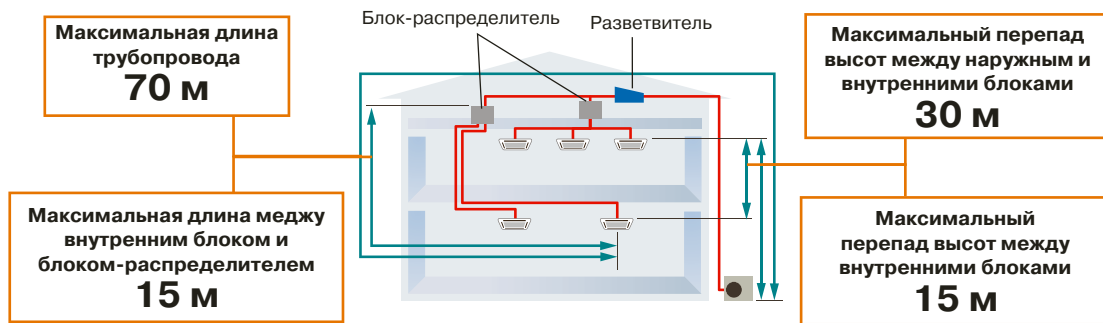 Блок-распределитель
Разветвитель
Максимальная длина
трубопровода
70 м
Максимальный перепад
высот между наружным и
внутренними блоками
30 м
Максимальная длина меджу
внутренним блоком и
блоком-распределителем
15 м
Максимальный
перепад высот между
внутренними блоками
15 м